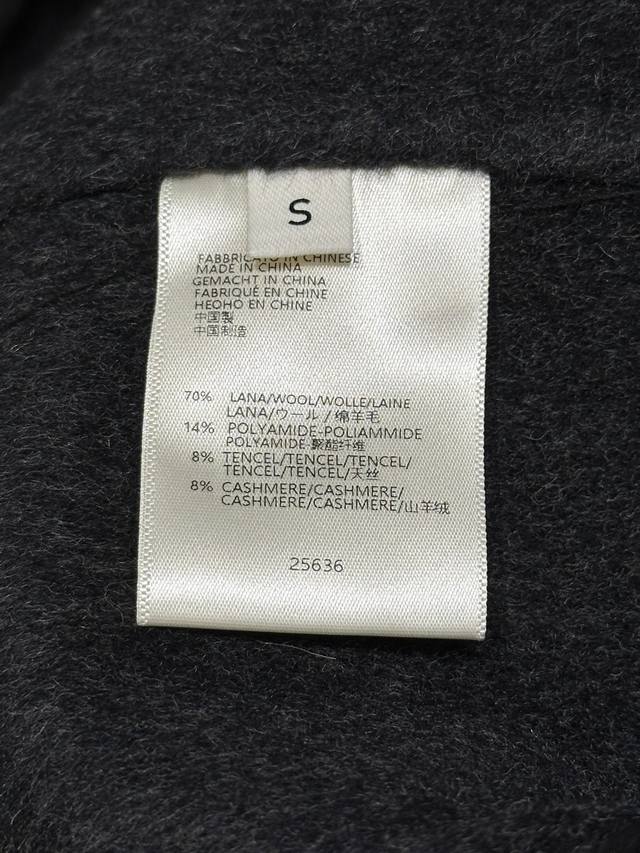 S
FABBRICATO IN CHINESE
MADE IN CHINA
GEMACHT IN CHINA
FABRIQUÉ EN CHINE
HEOHO EN CHINE
中国製
中国制造
70% LANA/WOOL/WOLLE/LAINE
LANA/ウール/绵羊毛
14% POLYAMIDE-POLIAMMIDE
POLYAMIDE-聚酰纤维
8% TENCEL/TENCEL/TENCEL/
TENCEL/TENCEL/天丝
8% CASHMERE/CASHMERE/
CASHMERE/CASHMERE/山羊绒
25636